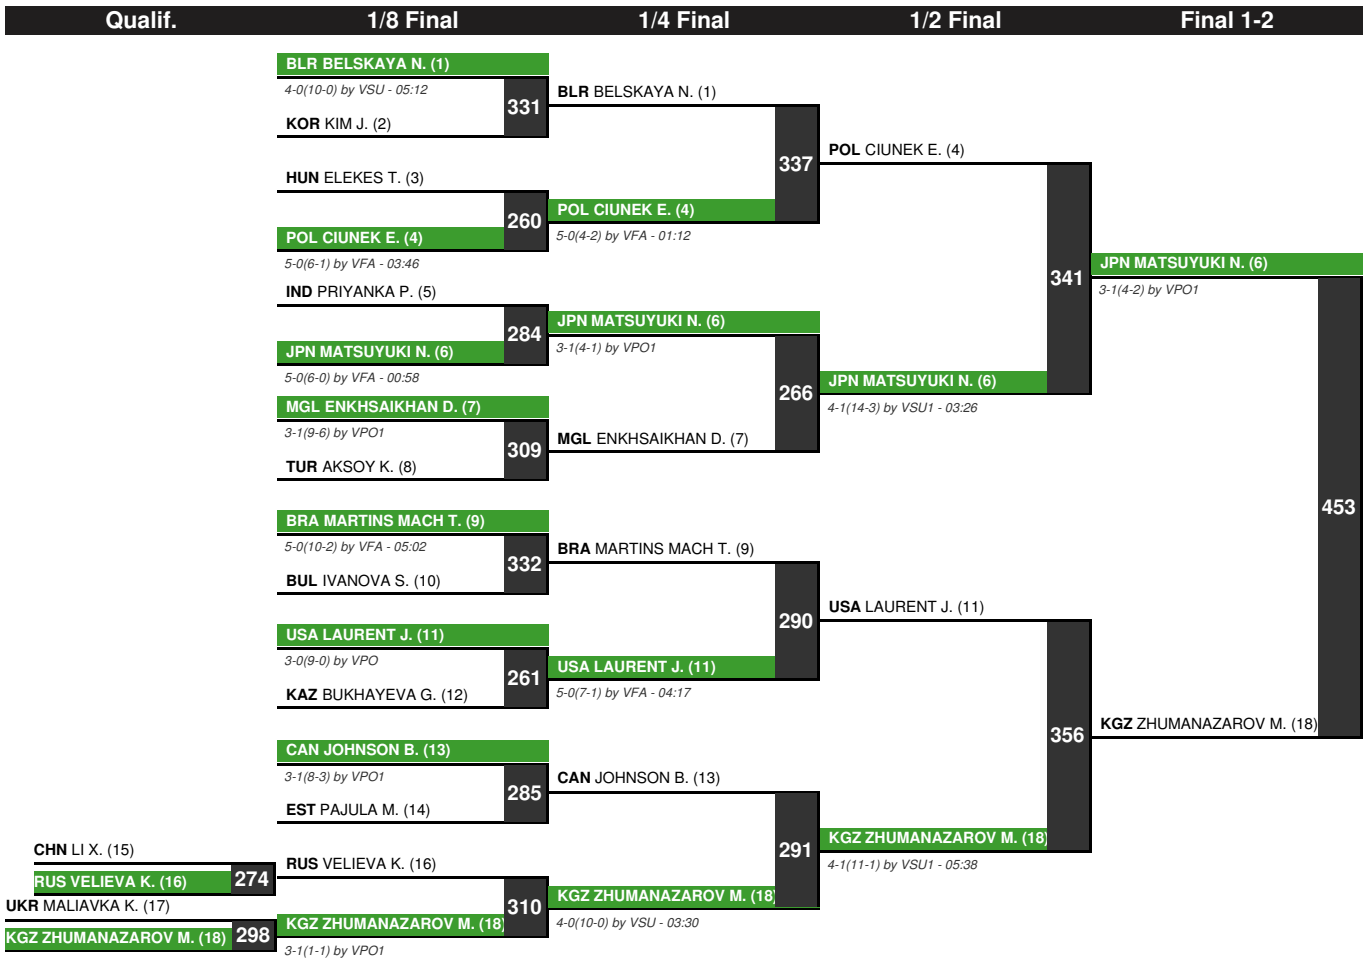 Qualif. 1/8 Final 1/4 Final 1/2 Final Final 1-2
BLR BELSKAYA N. (1)
4-0(10-0) by VSU - 05:12
331
KOR KIM J. (2)
HUN ELEKES T. (3)
260
POL CIUNEK E. (4)
5-0(6-1) by VFA - 03:46
IND PRIYANKA P. (5)
284
JPN MATSUYUKI N. (6)
5-0(6-0) by VFA - 00:58
MGL ENKHSAIKHAN D. (7)
3-1(9-6) by VPO1
309
TUR AKSOY K. (8)
BRA MARTINS MACH T. (9)
5-0(10-2) by VFA - 05:02
332
BUL IVANOVA S. (10)
USA LAURENT J. (11)
3-0(9-0) by VPO
261
KAZ BUKHAYEVA G. (12)
CAN JOHNSON B. (13)
3-1(8-3) by VPO1
285
EST PAJULA M. (14)
CHN LI X. (15)
RUS VELIEVA K. (16)
274
UKR MALIAVKA K. (17)
KGZ ZHUMANAZAROV M. (18)
298
RUS VELIEVA K. (16)
310
KGZ ZHUMANAZAROV M. (18)
3-1(1-1) by VPO1
BLR BELSKAYA N. (1)
337
POL CIUNEK E. (4)
5-0(4-2) by VFA - 01:12
JPN MATSUYUKI N. (6)
3-1(4-1) by VPO1
266
MGL ENKHSAIKHAN D. (7)
BRA MARTINS MACH T. (9)
290
USA LAURENT J. (11)
5-0(7-1) by VFA - 04:17
CAN JOHNSON B. (13)
291
KGZ ZHUMANAZAROV M. (18)
4-0(10-0) by VSU - 03:30
POL CIUNEK E. (4)
341
JPN MATSUYUKI N. (6)
4-1(14-3) by VSU1 - 03:26
USA LAURENT J. (11)
356
KGZ ZHUMANAZAROV M. (18)
4-1(11-1) by VSU1 - 05:38
JPN MATSUYUKI N. (6)
3-1(4-2) by VPO1
453
KGZ ZHUMANAZAROV M. (18)